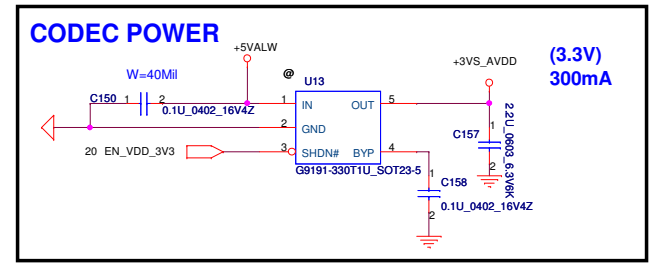 CODEC POWER
+5VALW
+3VS_AVDD
(3.3V)
300mA
W=40Mil
@
U13
C150 1 2
0.1U_0402_16V4Z
1 IN OUT 5
2 GND
20 EN_VDD_3V3
3 SHDN# BYP 4
G9191-330T1U_SOT23-5
C157 1 2
2.2U_0603_6.3V6K
C158 1 2
0.1U_0402_16V4Z